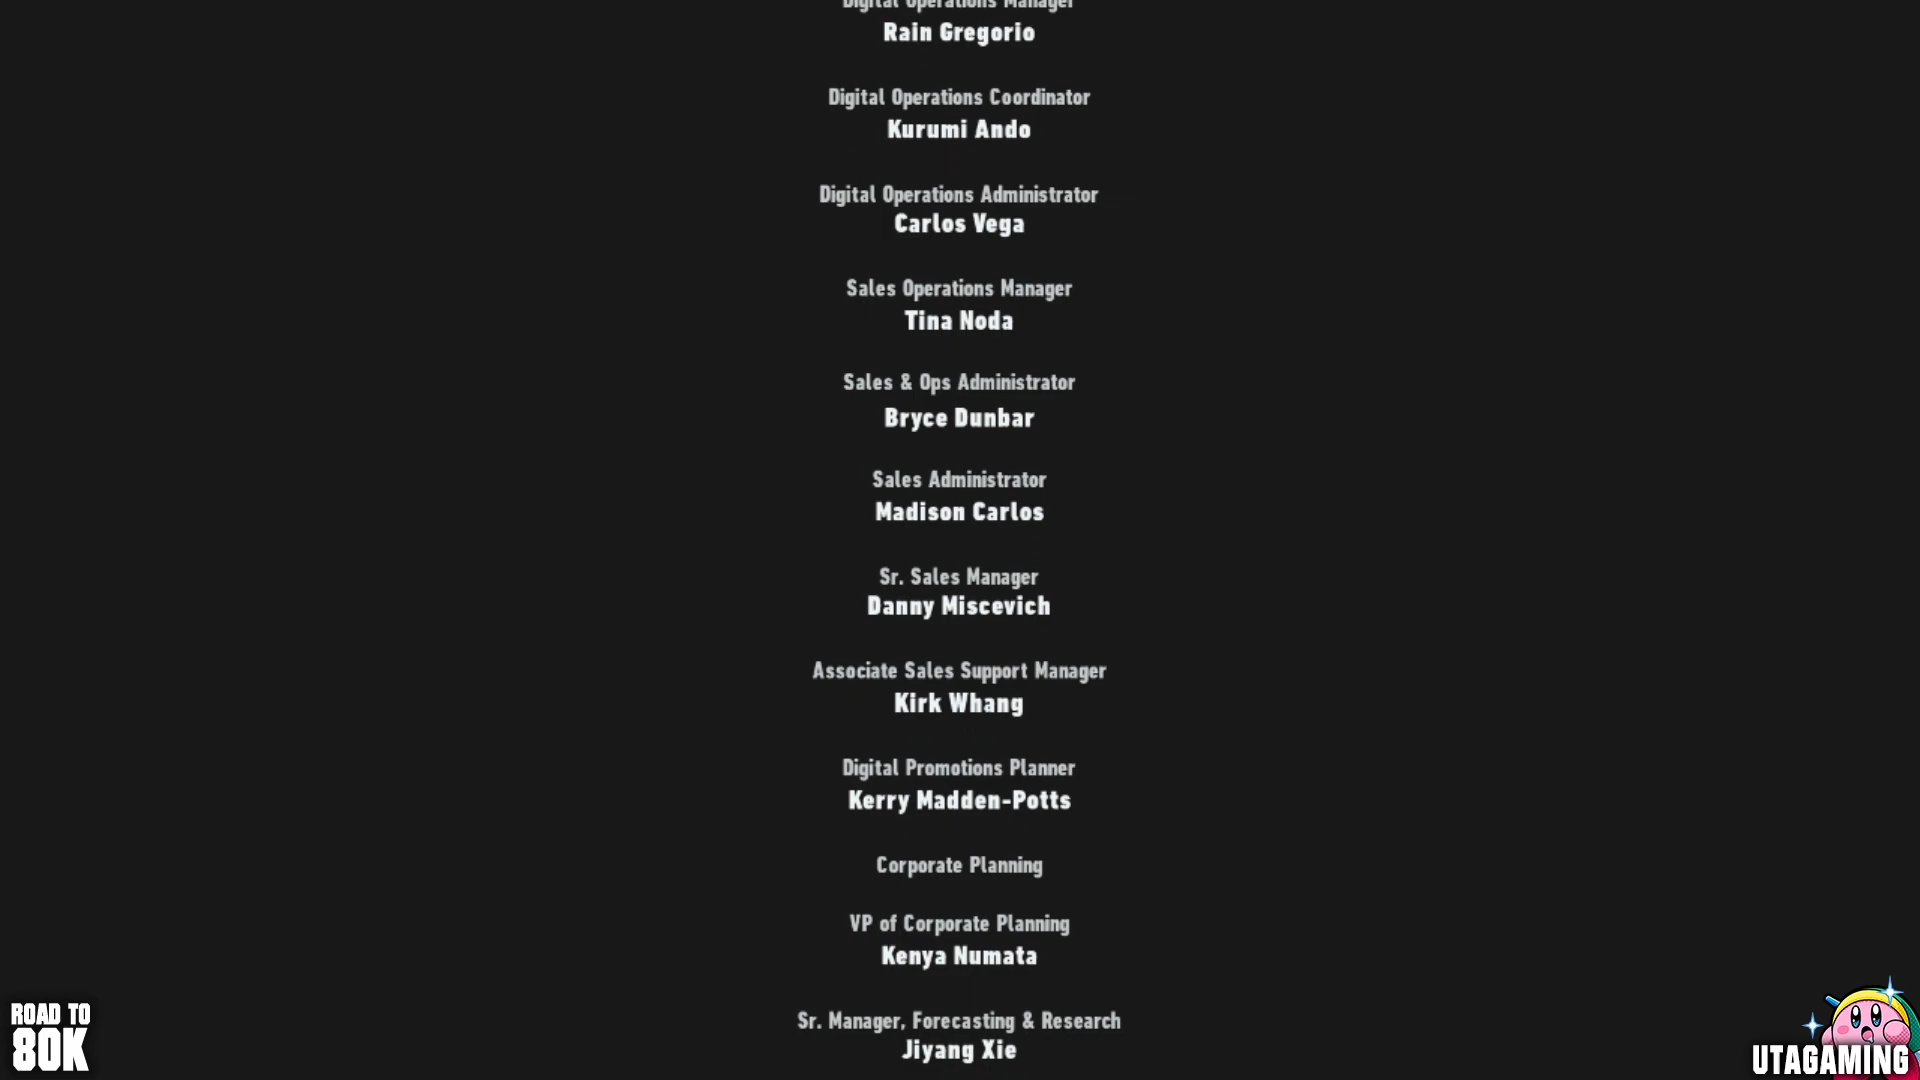 Digital Operations Manager
Rain Gregorio
Digital Operations Coordinator
Kurumi Ando
Digital Operations Administrator
Carlos Vega
Sales Operations Manager
Tina Noda
Sales & Ops Administrator
Bryce Dunbar
Sales Administrator
Madison Carlos
Sr. Sales Manager
Danny Miscevich
Associate Sales Support Manager
Kirk Whang
Digital Promotions Planner
Kerry Madden-Potts
Corporate Planning
VP of Corporate Planning
Kenya Numata
Sr. Manager, Forecasting & Research
Jiyang Xie
ROAD TO
80K
UTAGAMING